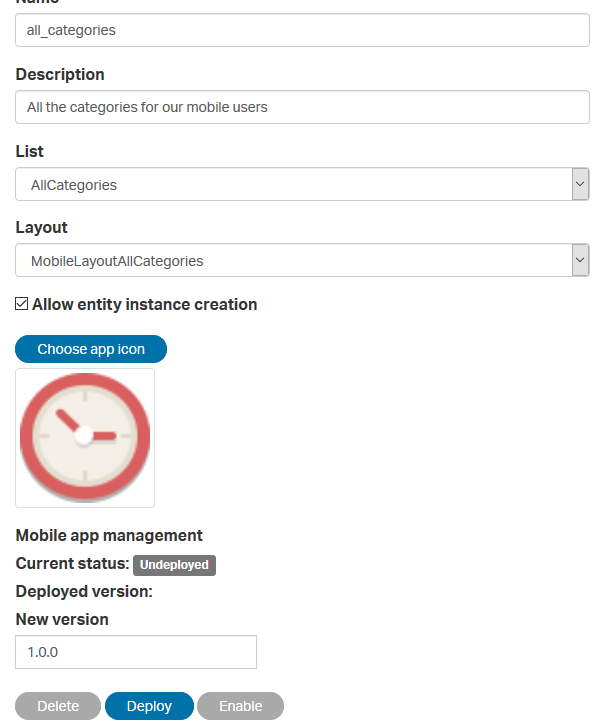 Name
all_categories
Description
All the categories for our mobile users
List
AllCategories
Layout
MobileLayoutAllCategories
Allow entity instance creation
Choose app icon
Mobile app management
Current status: Undeployed
Deployed version:
New version
1.0.0
Delete Deploy Enable